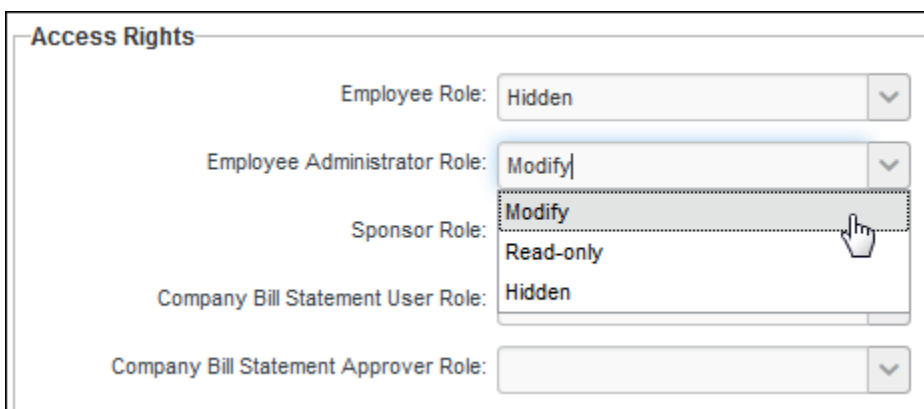 Access Rights
Employee Role: Hidden
Employee Administrator Role: Modify
Modify
Sponsor Role:
Read-only
Company Bill Statement User Role: Hidden
Company Bill Statement Approver Role: